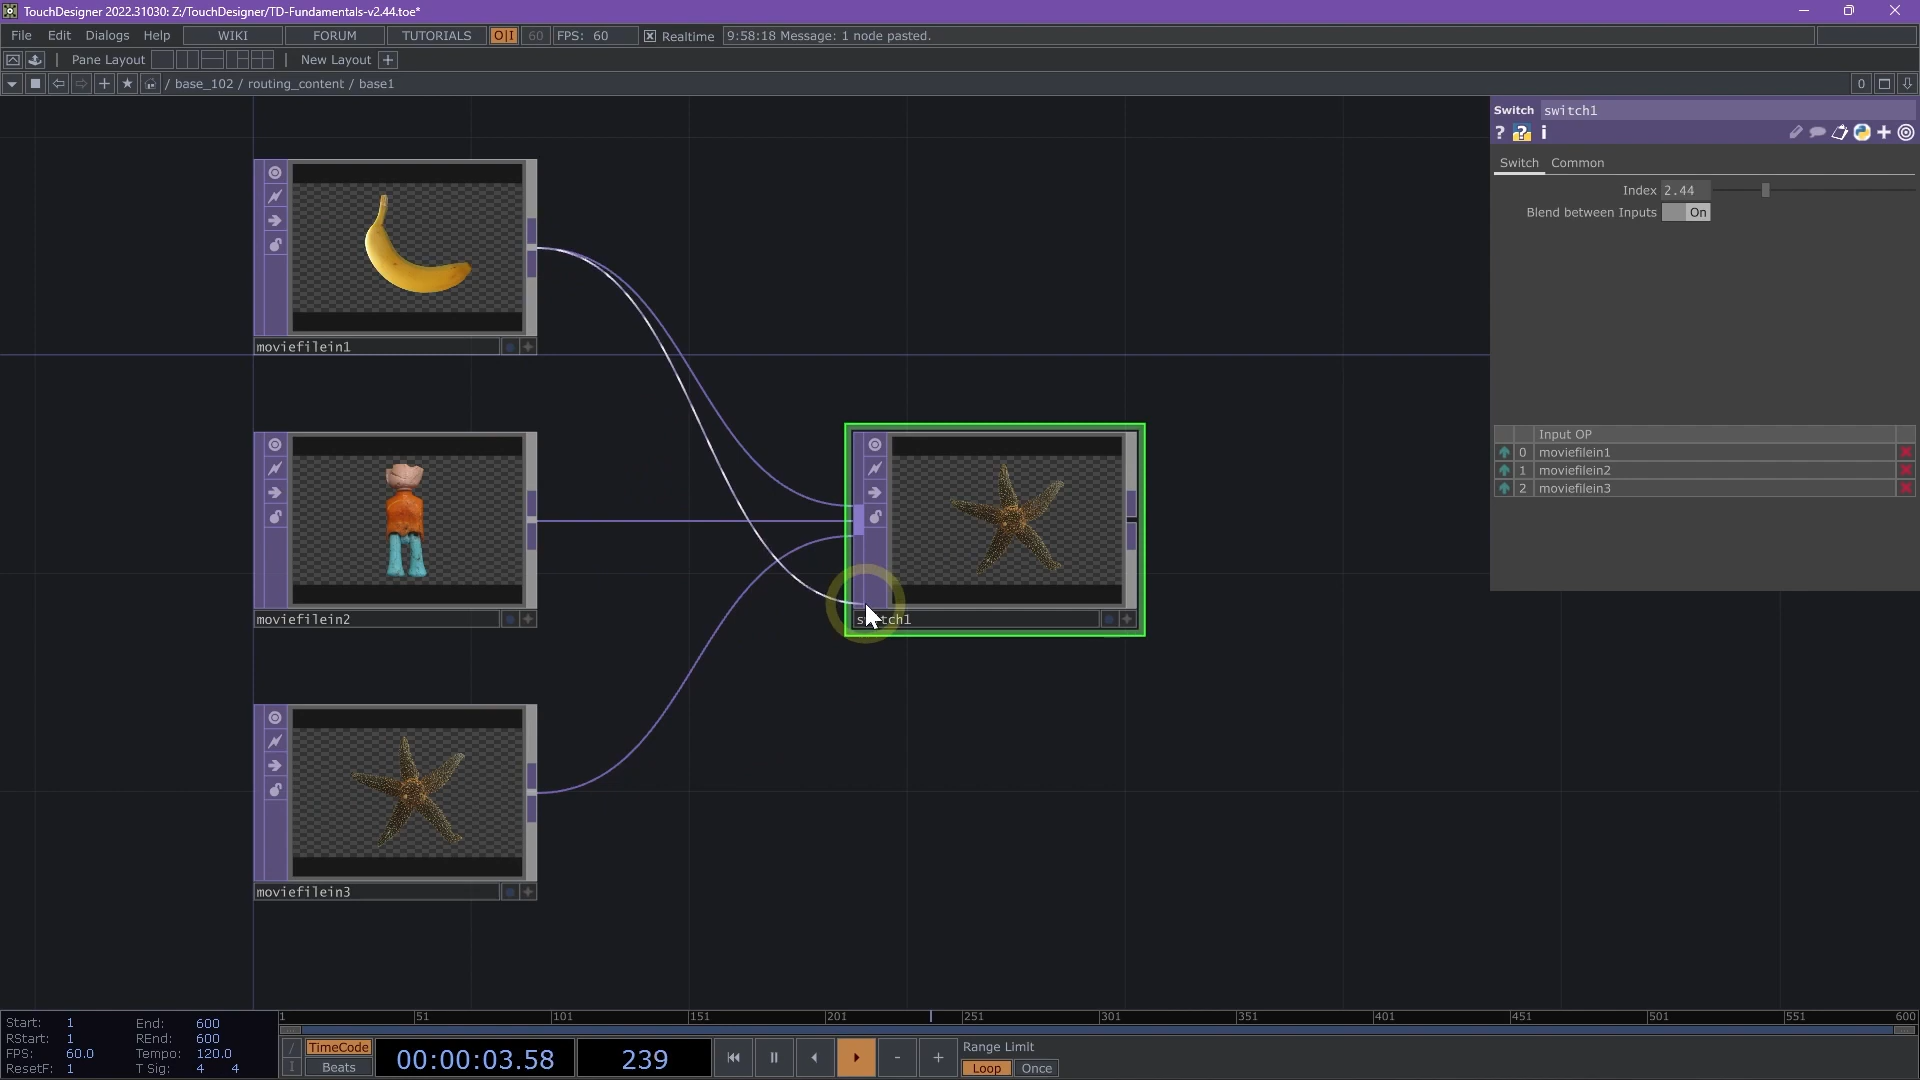 TouchDesigner 2022.31030: Z:/TouchDesigner/TD-Fundamentals-v2.44.toe*
File Edit Dialogs Help WIKI FORUM TUTORIALS O|I 60 FPS: 60 Realtime 9:58:18 Message: 1 node pasted.
Pane Layout New Layout +
/ base_102 / routing_content / base1 0
Switch switch1
? ? i
Switch Common
Index 2.44
Blend between Inputs On
Input OP
0 moviefilein1
1 moviefilein2
2 moviefilein3
moviefilein1
moviefilein2
switch1
moviefilein3
1 51 101 151 201 251 301 351 401 451 501 551 600
Start: 1 End: 600
RStart: 1 REnd: 600
FPS: 60.0 Tempo: 120.0
ResetF: 1 T Sig: 4 4
/ I
TimeCode
Beats
00:00:03.58 239
- +
Range Limit
Loop Once